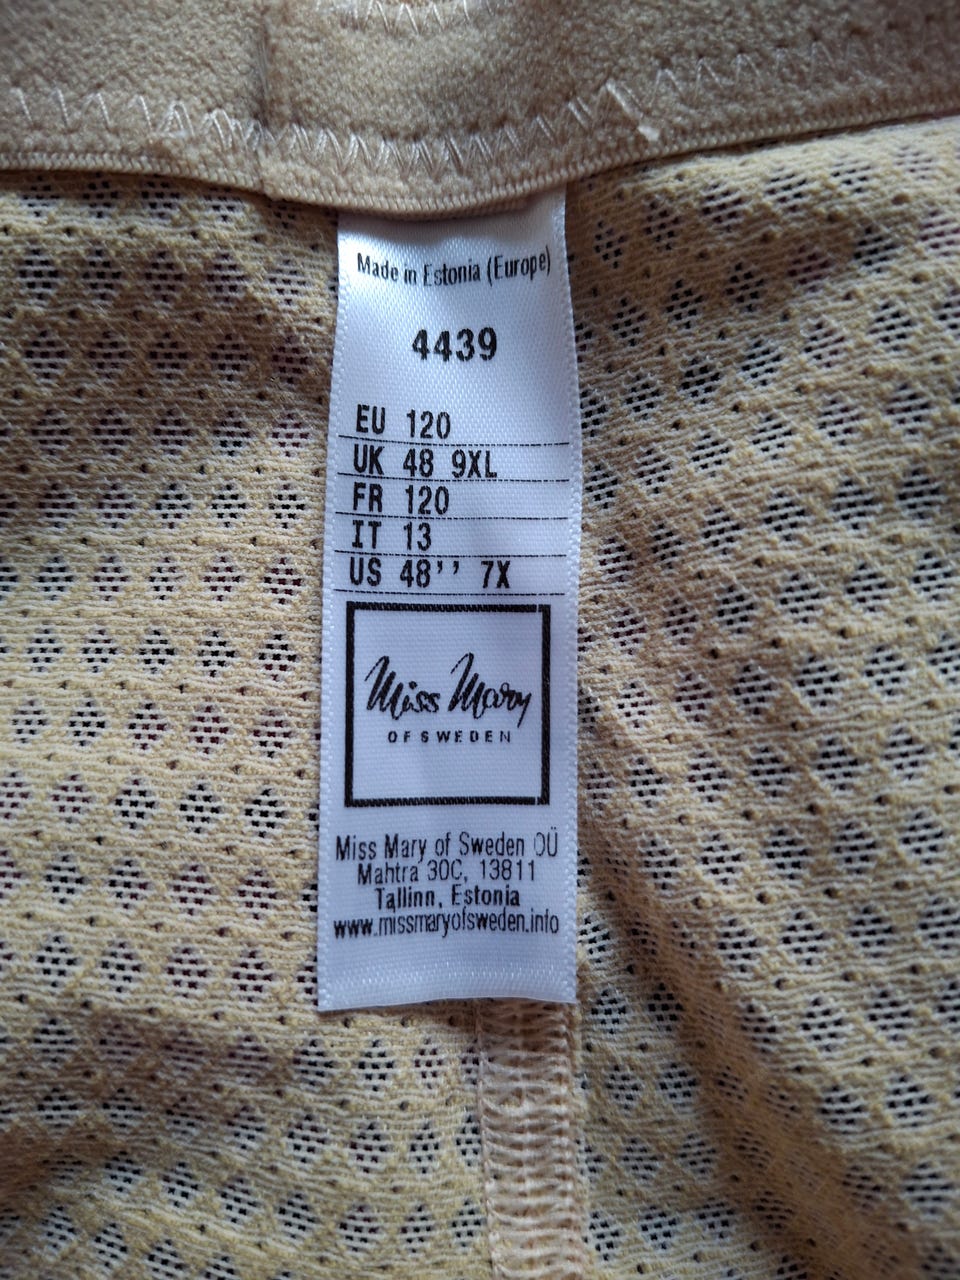 Made in Estonia (Europe)
4439
EU 120
UK 48 9XL
FR 120
IT 13
US 48'' 7X
Miss Mary
OF SWEDEN
Miss Mary of Sweden OÜ
Mahtra 30C, 13811
Tallinn, Estonia
www.missmaryofsweden.info